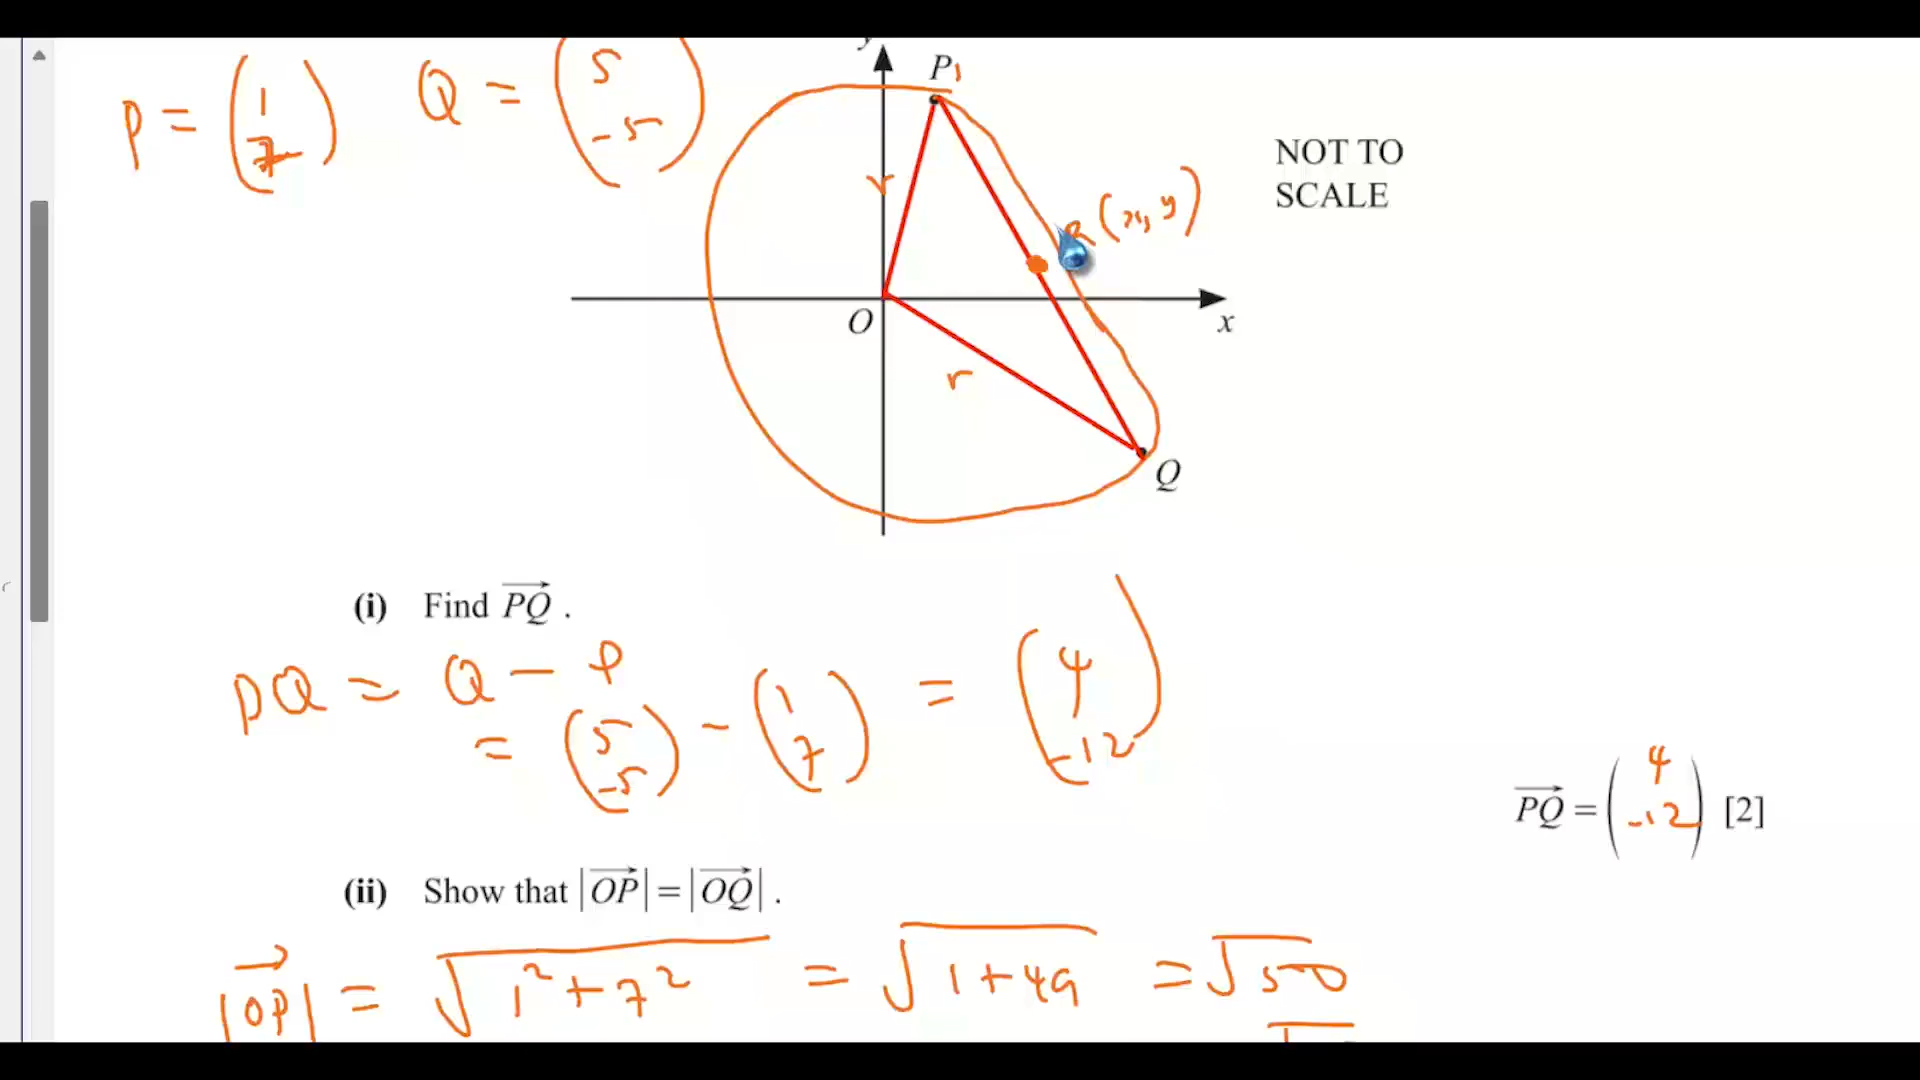 y
P = (1 7) Q = (5 -5)
P1
NOT TO
SCALE
r
R (x, y)
O
x
r
Q
(i) Find PQ .
PQ = Q - P
= (5 -5) - (1 7) = (4 -12)
PQ = (4 -12) [2]
(ii) Show that |OP| = |OQ| .
|OP| = √1² + 7² = √1 + 49 = √50